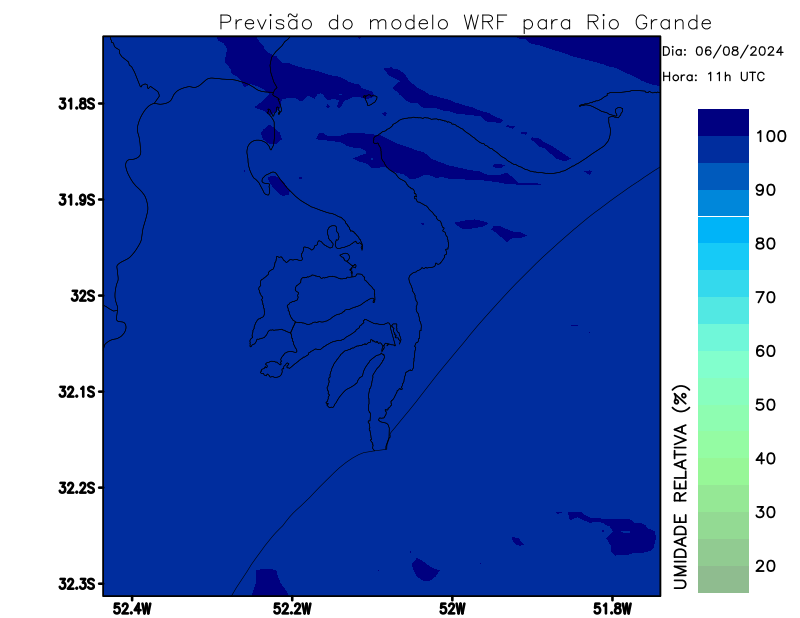 Previsão do modelo WRF para Rio Grande
Dia: 06/08/2024
Hora: 11h UTC
31.8S
31.9S
32S
32.1S
32.2S
32.3S
52.4W
52.2W
52W
51.8W
UMIDADE RELATIVA (%)
100
90
80
70
60
50
40
30
20